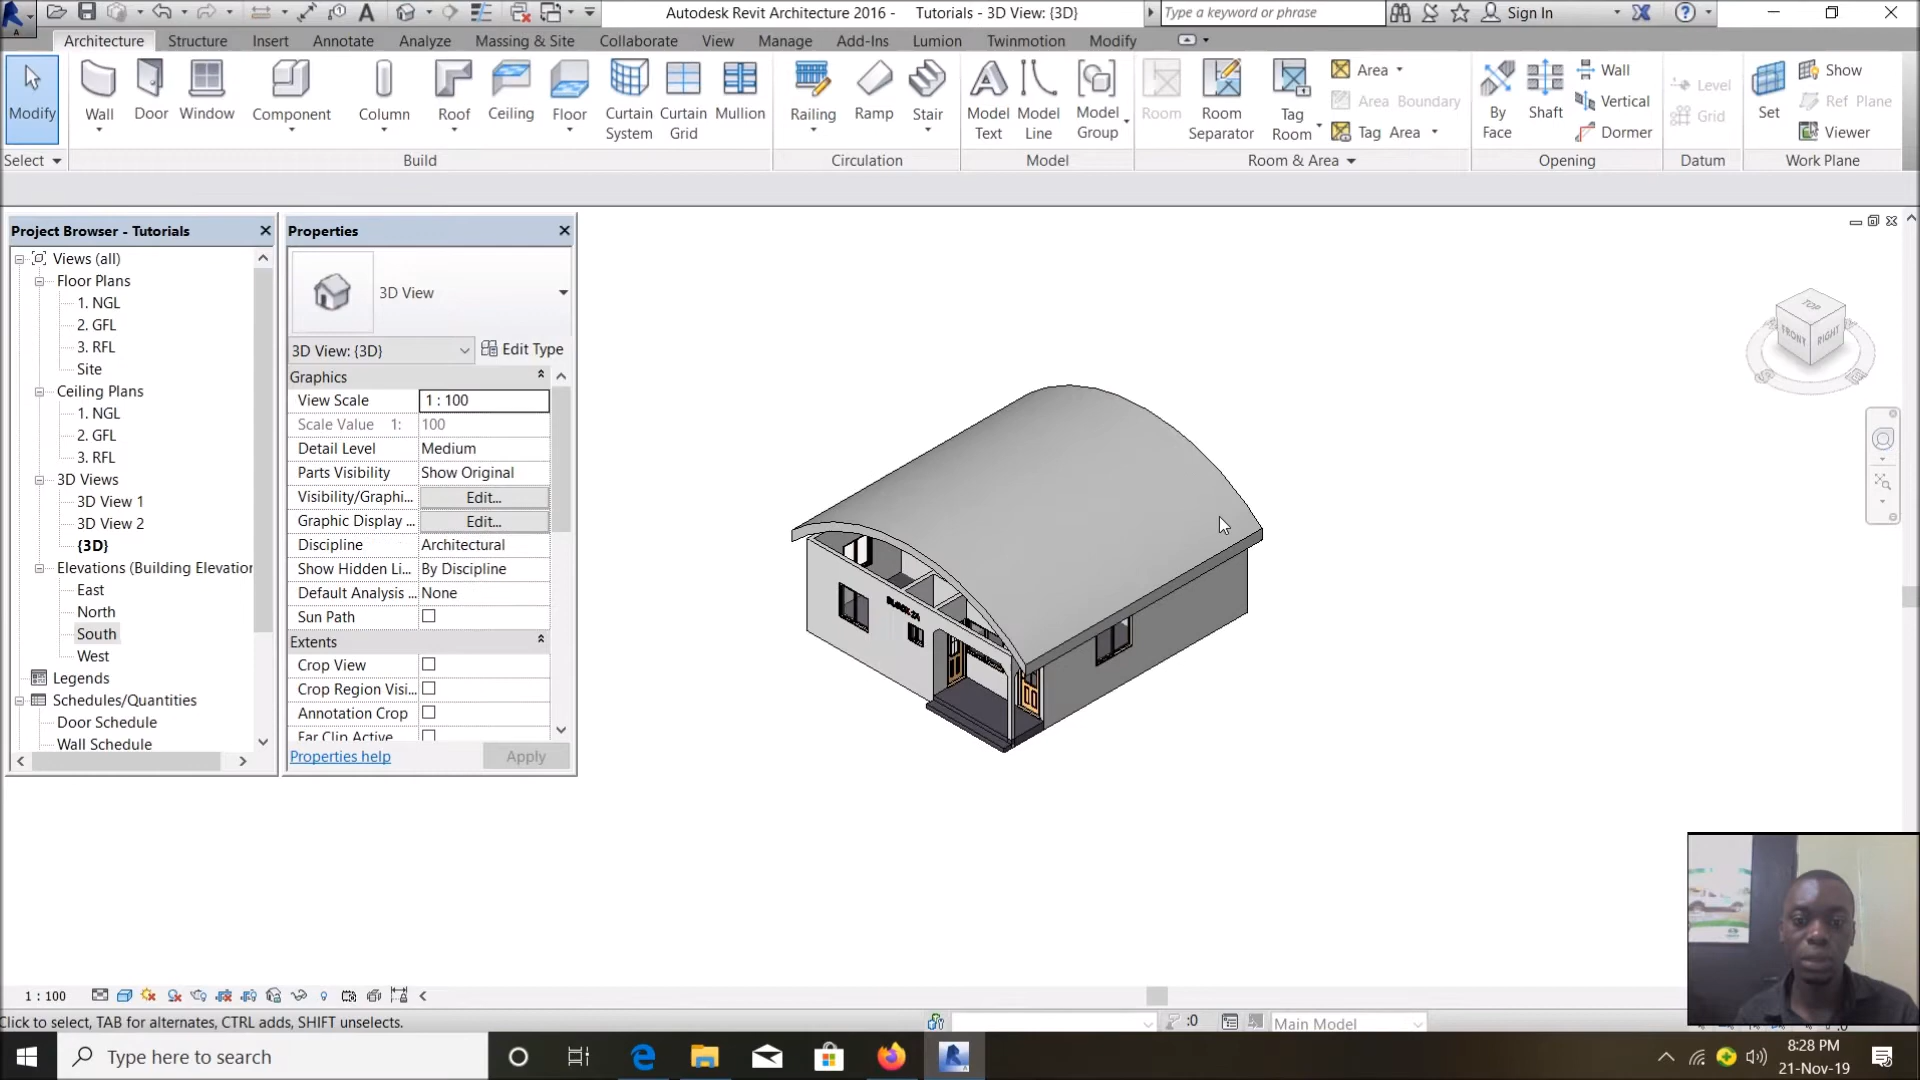 Autodesk Revit Architecture 2016 -    Tutorials - 3D View: {3D}
Type a keyword or phrase
Sign In
Architecture Structure Insert Annotate Analyze Massing & Site Collaborate View Manage Add-Ins Lumion Twinmotion Modify
Modify
Wall
Door
Window
Component
Column
Roof
Ceiling
Floor
Curtain System
Curtain Grid
Mullion
Railing
Ramp
Stair
Model Text
Model Line
Model Group
Room
Room Separator
Tag Room
Area
Area Boundary
Tag Area
By Face
Shaft
Wall
Vertical
Dormer
Level
Grid
Set
Show
Ref Plane
Viewer
Select
Build
Circulation
Model
Room & Area
Opening
Datum
Work Plane
Project Browser - Tutorials
Views (all)
Floor Plans
1. NGL
2. GFL
3. RFL
Site
Ceiling Plans
1. NGL
2. GFL
3. RFL
3D Views
3D View 1
3D View 2
{3D}
Elevations (Building Elevation
East
North
South
West
Legends
Schedules/Quantities
Door Schedule
Wall Schedule
Properties
3D View
3D View: {3D}
Edit Type
Graphics
View Scale 1 : 100
Scale Value 1: 100
Detail Level Medium
Parts Visibility Show Original
Visibility/Graphi... Edit...
Graphic Display ... Edit...
Discipline Architectural
Show Hidden Li... By Discipline
Default Analysis ... None
Sun Path
Extents
Crop View
Crop Region Visi...
Annotation Crop
Far Clip Active
Properties help
Apply
TOP
FRONT
RIGHT
BLOCK 2A
1 : 100
Click to select, TAB for alternates, CTRL adds, SHIFT unselects.
:0
Main Model
:0
Type here to search
8:28 PM
21-Nov-19